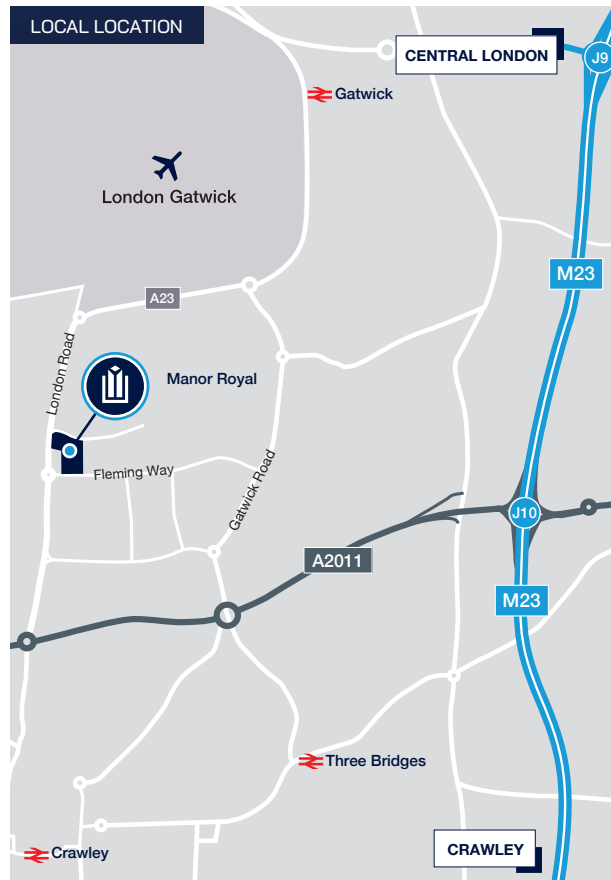 LOCAL LOCATION
CENTRAL LONDON
J9
Gatwick
London Gatwick
M23
A23
London Road
Manor Royal
Fleming Way
Gatwick Road
J10
A2011
M23
Three Bridges
Crawley
CRAWLEY